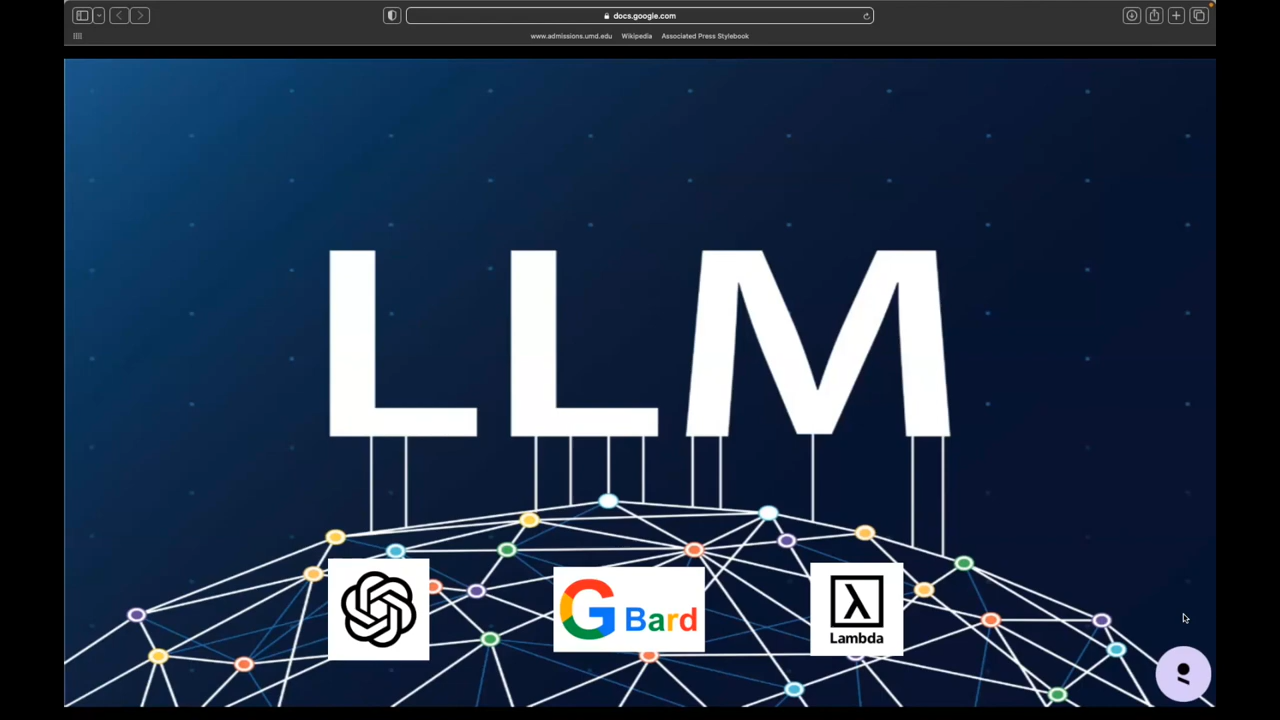 docs.google.com
www.admissions.umd.edu Wikipedia Associated Press Stylebook
LLM
G Bard
λ
Lambda